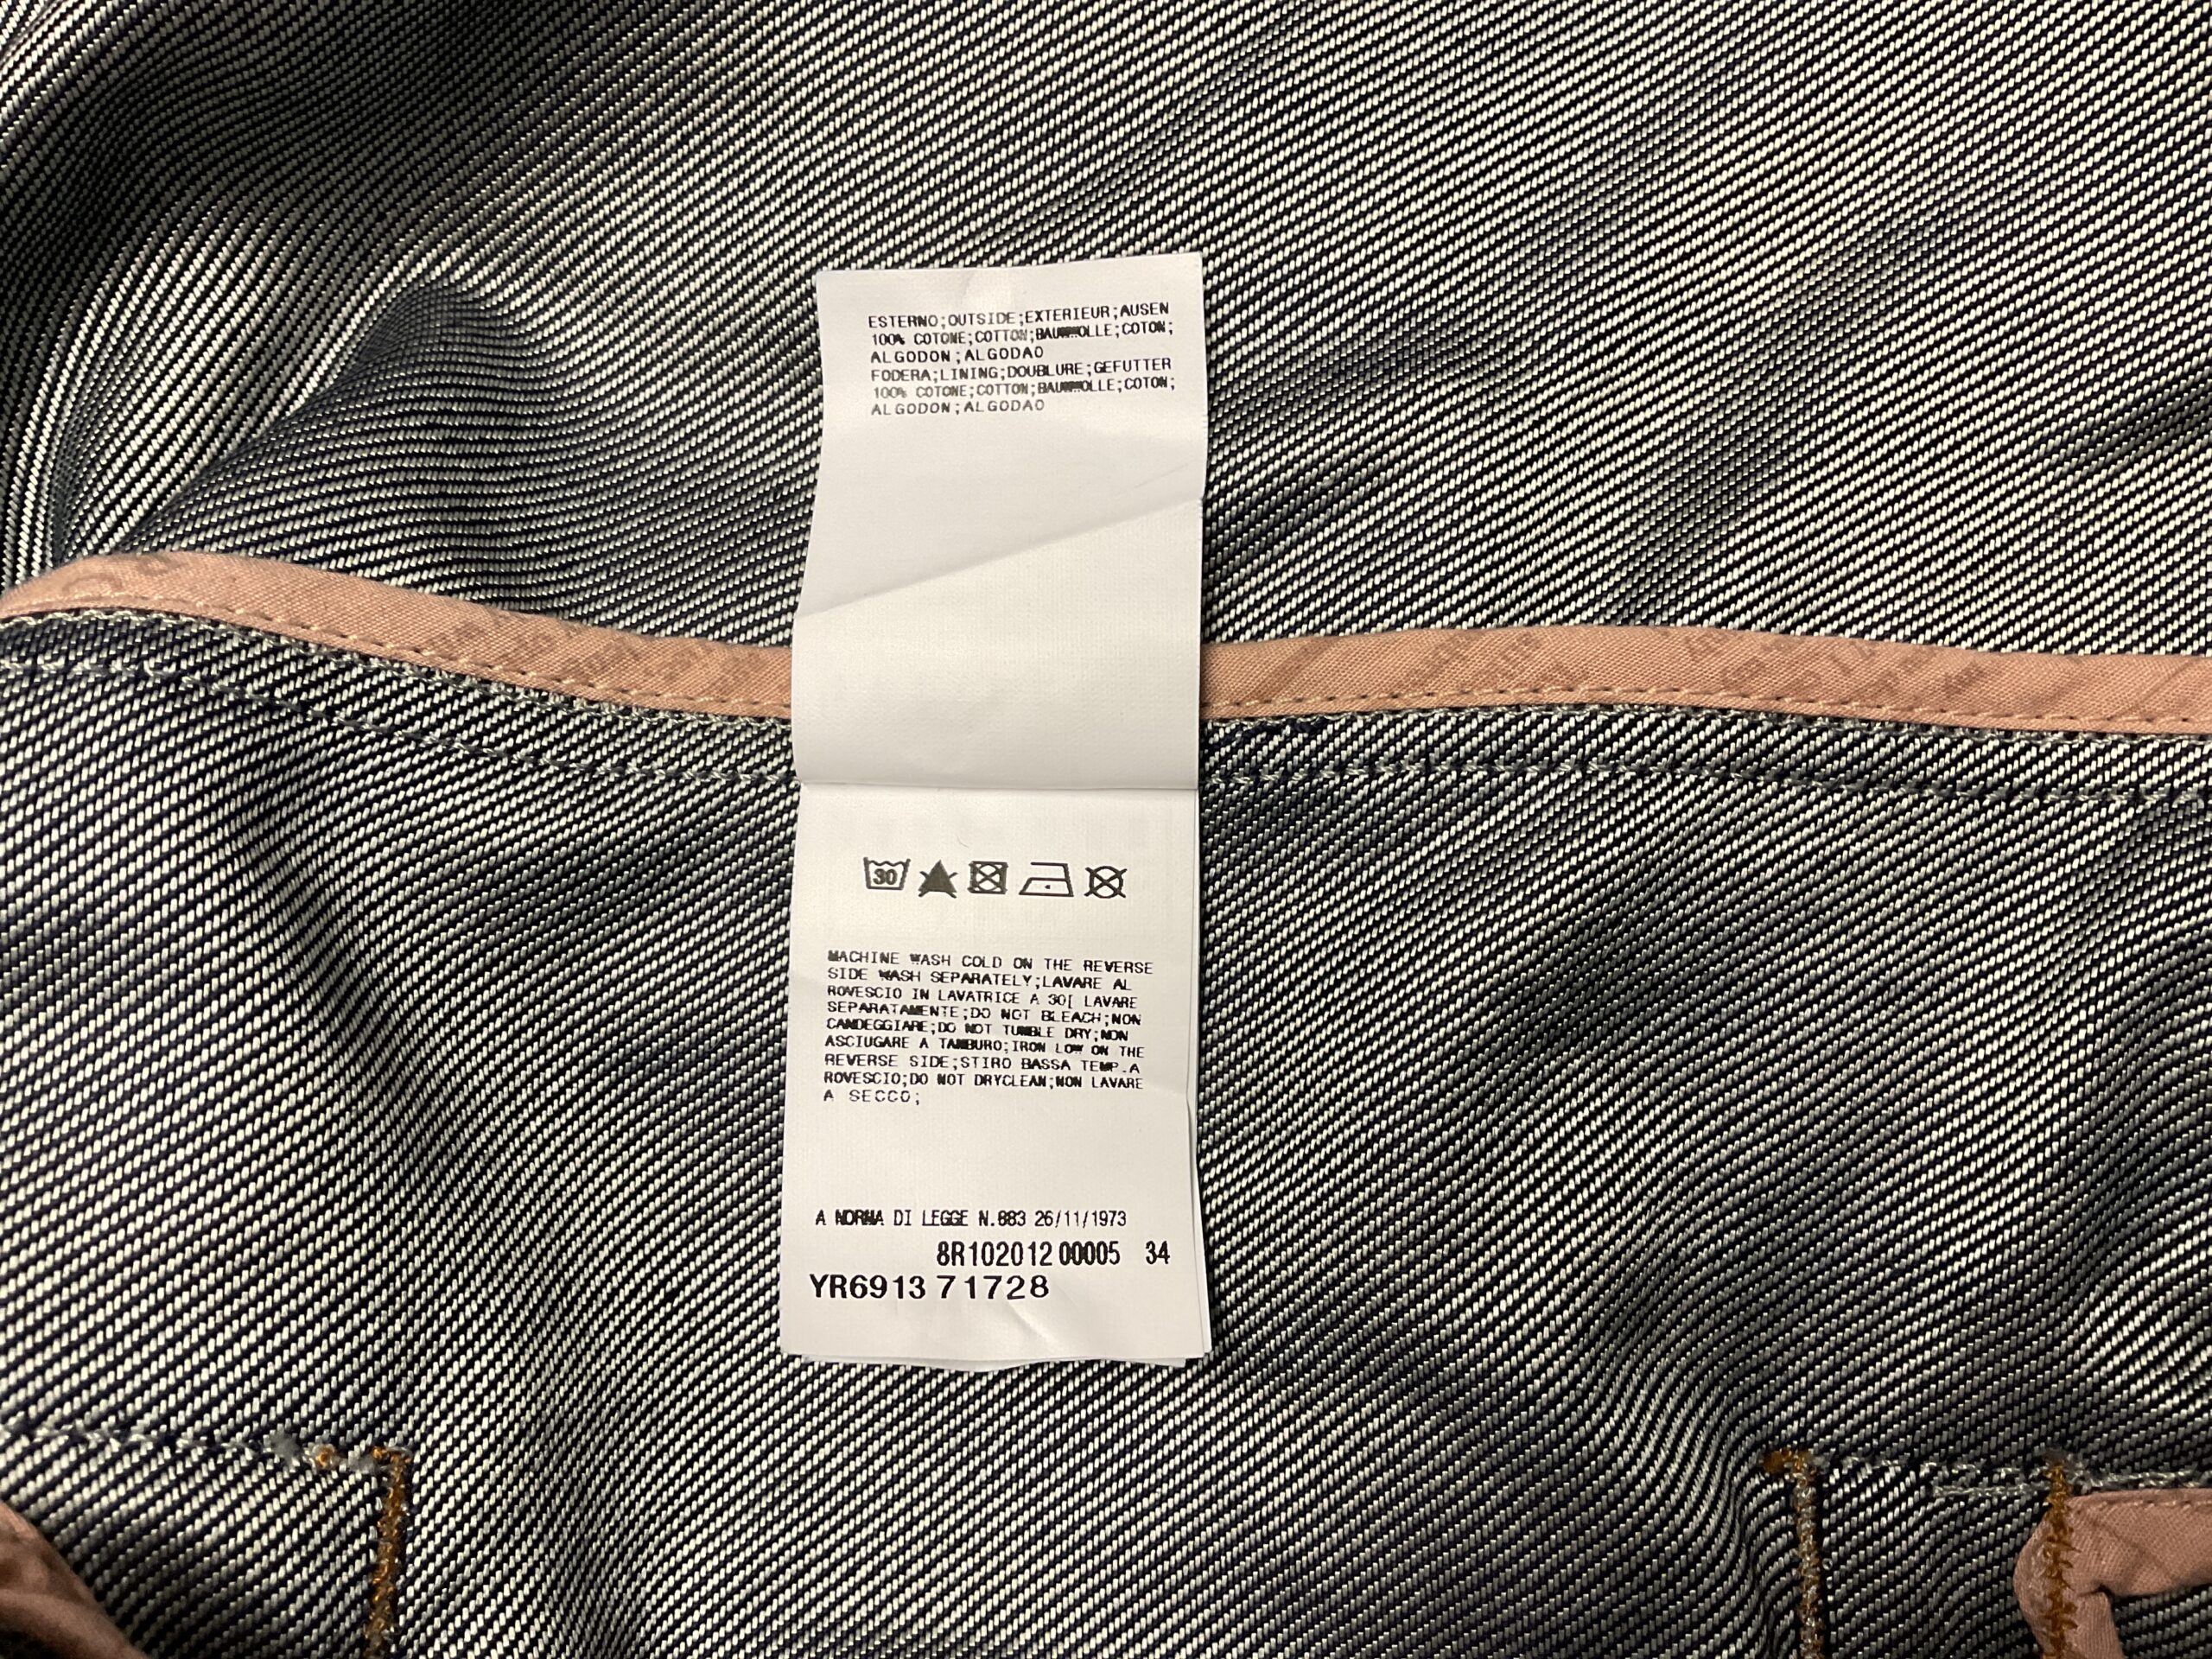 ESTERNO;OUTSIDE;EXTERIEUR;AUSEN
100% COTONE;COTTON;BAUMWOLLE;COTON;
ALGODON;ALGODAO
FODERA;LINING;DOUBLURE;GEFUTTER
100% COTONE;COTTON;BAUMWOLLE;COTON;
ALGODON;ALGODAO
30
MACHINE WASH COLD ON THE REVERSE
SIDE WASH SEPARATELY;LAVARE AL
ROVESCIO IN LAVATRICE A 30[ LAVARE
SEPARATAMENTE;DO NOT BLEACH;NON
CANDEGGIARE;DO NOT TUMBLE DRY;NON
ASCIUGARE A TAMBURO;IRON LOW ON THE
REVERSE SIDE;STIRO BASSA TEMP.A
ROVESCIO;DO NOT DRYCLEAN;NON LAVARE
A SECCO;
A NORMA DI LEGGE N.883 26/11/1973
8R102012 00005 34
YR6913 71728